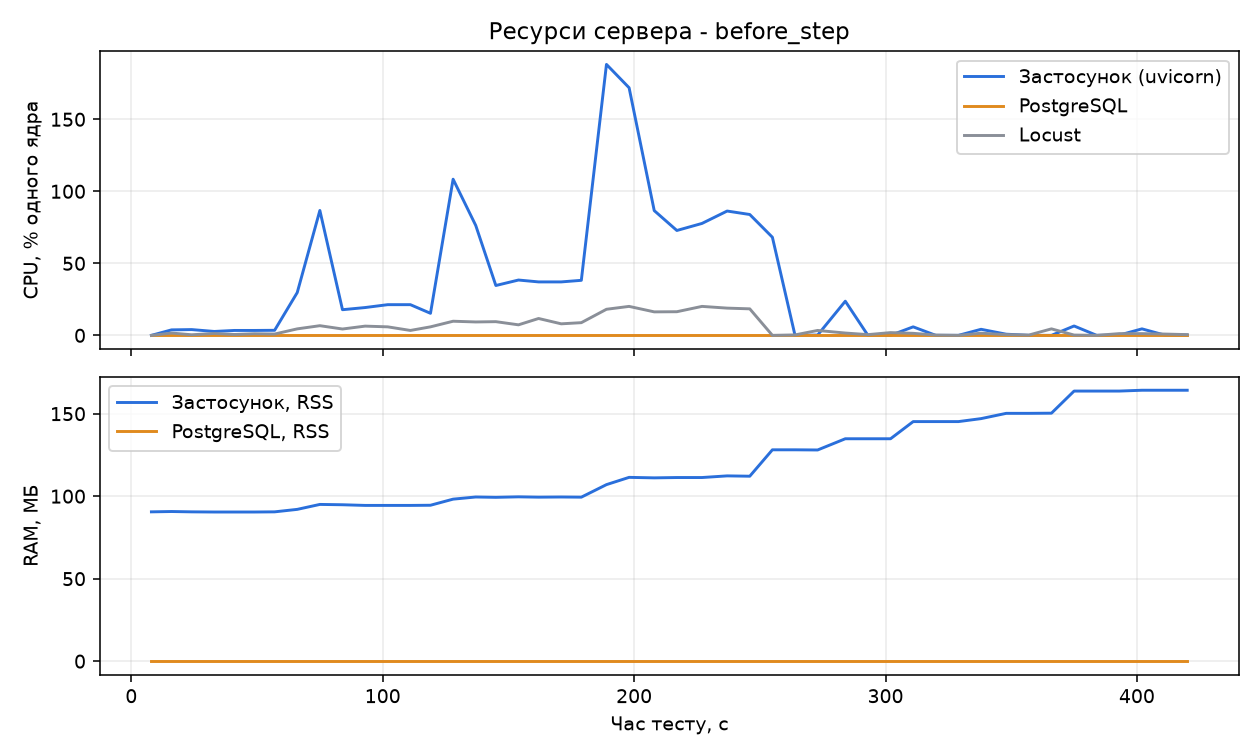 Ресурси сервера - before_step
CPU, % одного ядра
150
100
50
0
Застосунок (uvicorn)
PostgreSQL
Locust
RAM, МБ
150
100
50
0
Застосунок, RSS
PostgreSQL, RSS
0 100 200 300 400
Час тесту, с